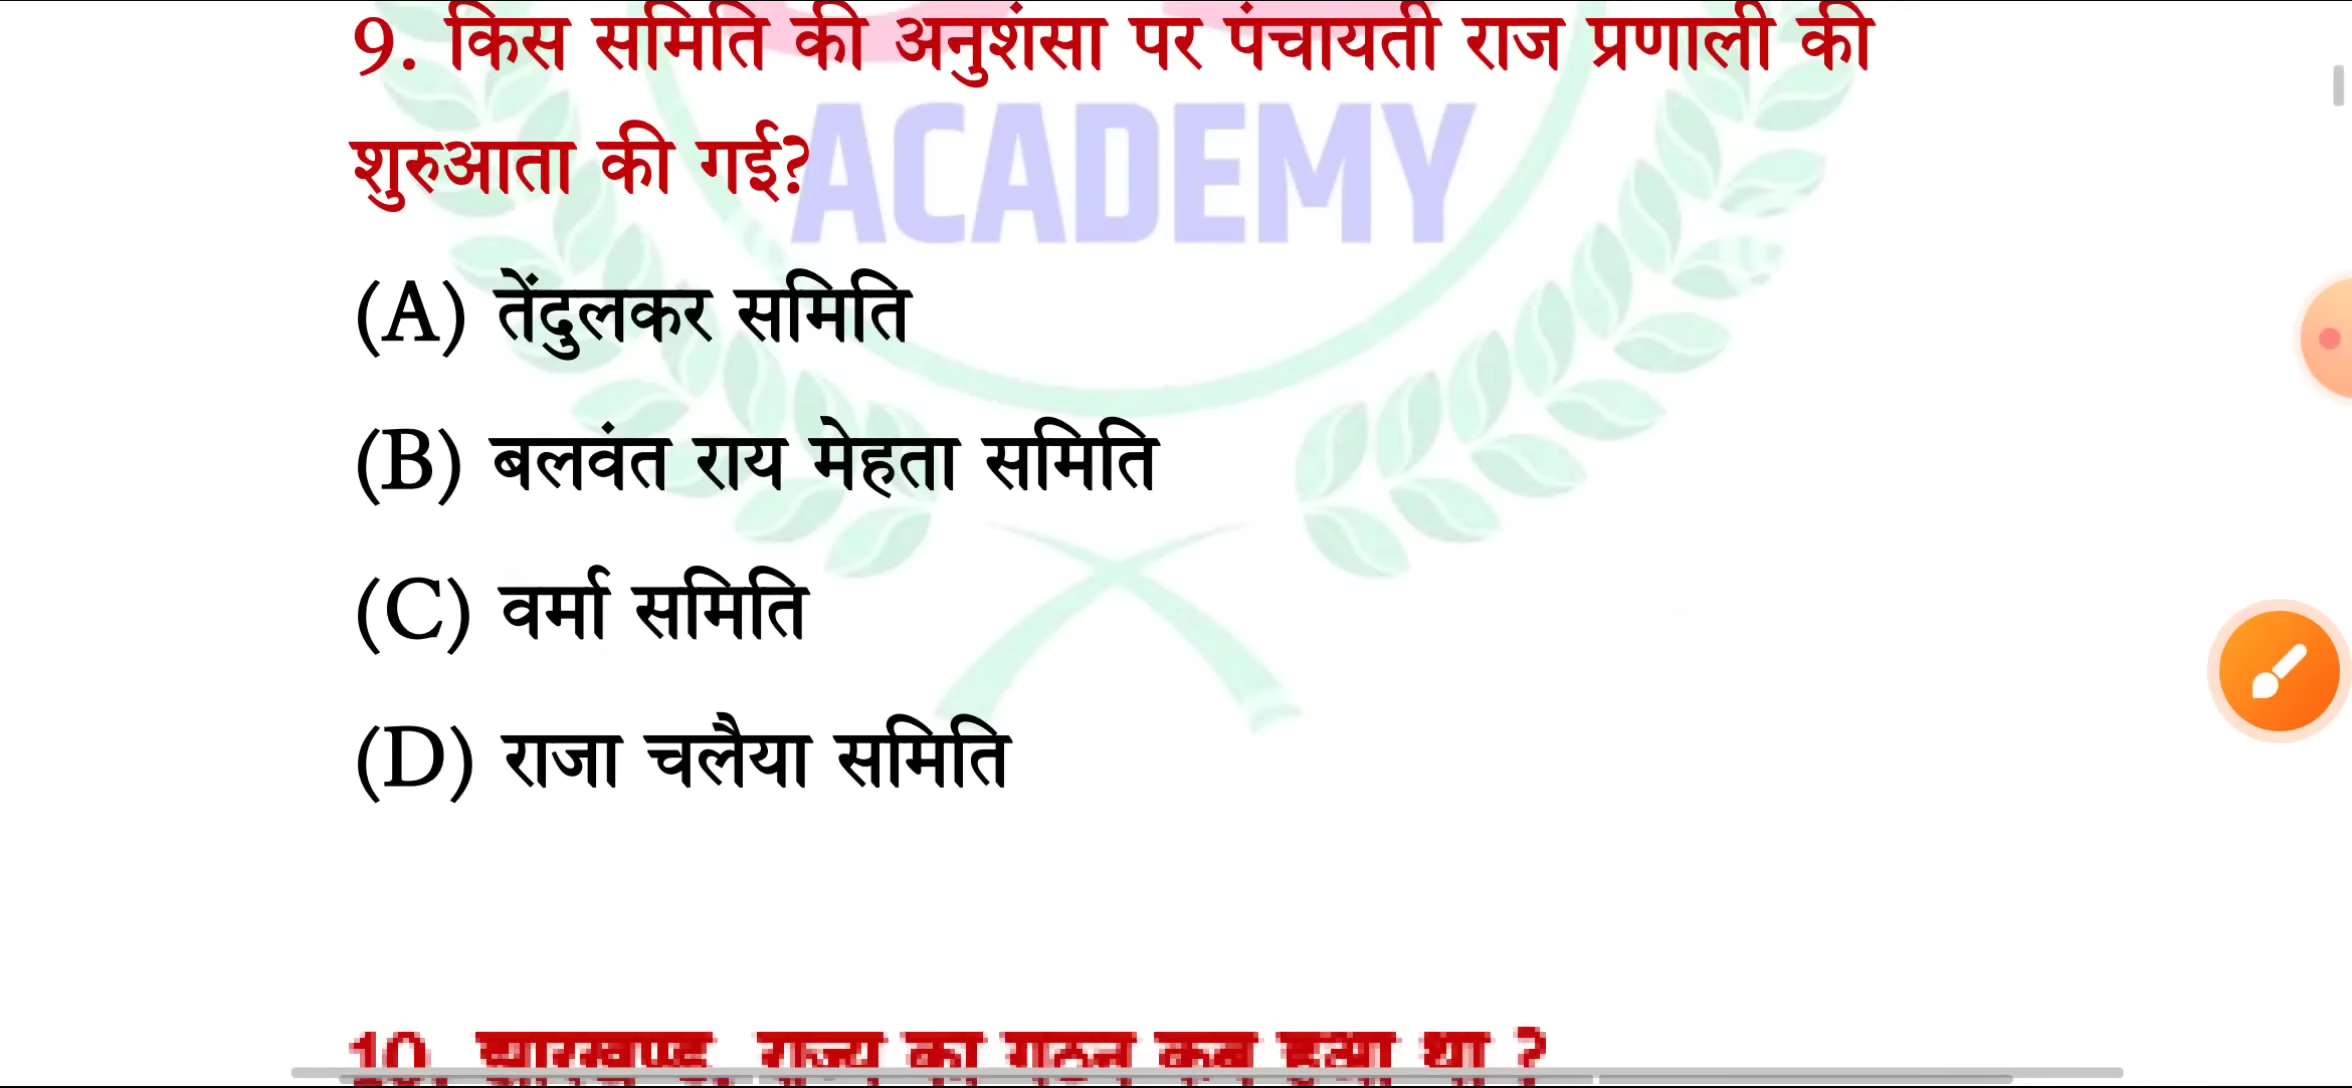 9. किस समिति की अनुशंसा पर पंचायती राज प्रणाली की
शुरुआता की गई?
ACADEMY
(A) तेंदुलकर समिति
(B) बलवंत राय मेहता समिति
(C) वर्मा समिति
(D) राजा चलैया समिति
10. झारखण्ड राज्य का गठन कब हुआ था ?